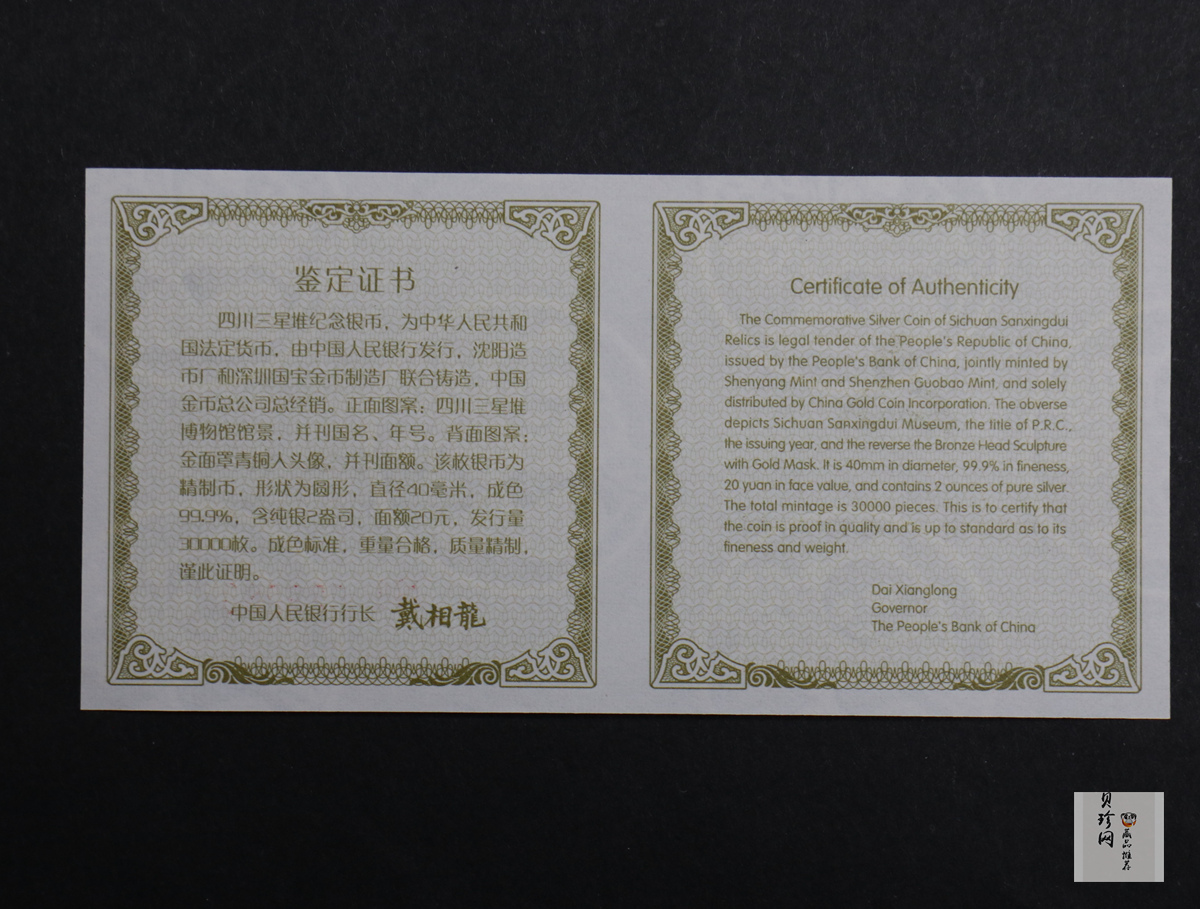 鉴定证书
四川三星堆纪念银币，为中华人民共和
国法定货币，由中国人民银行发行，沈阳造
币厂和深圳国宝金币制造厂联合铸造，中国
金币总公司总经销。正面图案：四川三星堆
博物馆馆景，并刊国名、年号。背面图案：
金面罩青铜人头像，并刊面额。该枚银币为
精制币，形状为圆形，直径40毫米，成色
99.9%，含纯银2盎司，面额20元，发行量
30000枚。成色标准，重量合格，质量精制，
谨此证明。
中国人民银行行长 戴相龍
Certificate of Authenticity
The Commemorative Silver Coin of Sichuan Sanxingdui
Relics is legal tender of the People's Republic of China,
issued by the People's Bank of China, jointly minted by
Shenyang Mint and Shenzhen Guobao Mint, and solely
distributed by China Gold Coin Incorporation. The obverse
depicts Sichuan Sanxingdui Museum, the title of P.R.C.,
the issuing year, and the reverse the Bronze Head Sculpture
with Gold Mask. It is 40mm in diameter, 99.9% in fineness,
20 yuan in face value, and contains 2 ounces of pure silver.
The total mintage is 30000 pieces. This is to certify that
the coin is proof in quality and is up to standard as to its
fineness and weight.
Dai Xianglong
Governor
The People's Bank of China
贝珍网
藏品推荐